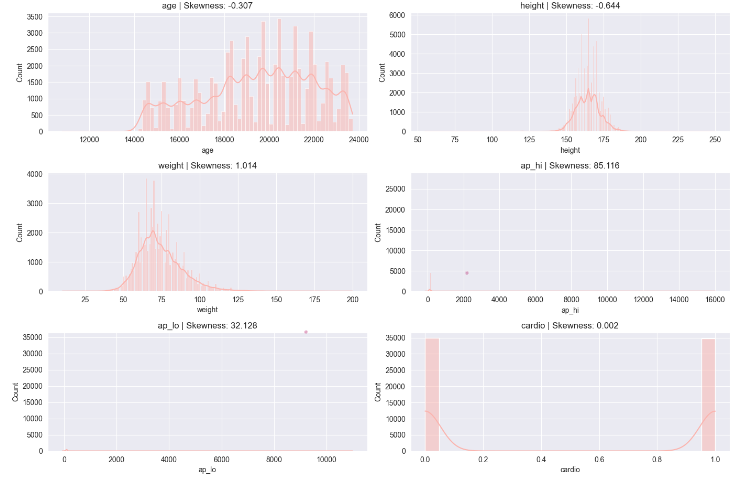 age | Skewness: -0.307
3500
3000
2500
2000
1500
1000
500
0
Count
12000 14000 16000 18000 20000 22000 24000
age
height | Skewness: -0.644
6000
5000
4000
3000
2000
1000
0
Count
50 75 100 125 150 175 200 225 250
height
weight | Skewness: 1.014
4000
3000
2000
1000
0
Count
25 50 75 100 125 150 175 200
weight
ap_hi | Skewness: 85.116
25000
20000
15000
10000
5000
0
Count
0 2000 4000 6000 8000 10000 12000 14000 16000
ap_hi
ap_lo | Skewness: 32.128
35000
30000
25000
20000
15000
10000
5000
0
Count
0 2000 4000 6000 8000 10000
ap_lo
cardio | Skewness: 0.002
35000
30000
25000
20000
15000
10000
5000
0
Count
0.0 0.2 0.4 0.6 0.8 1.0
cardio